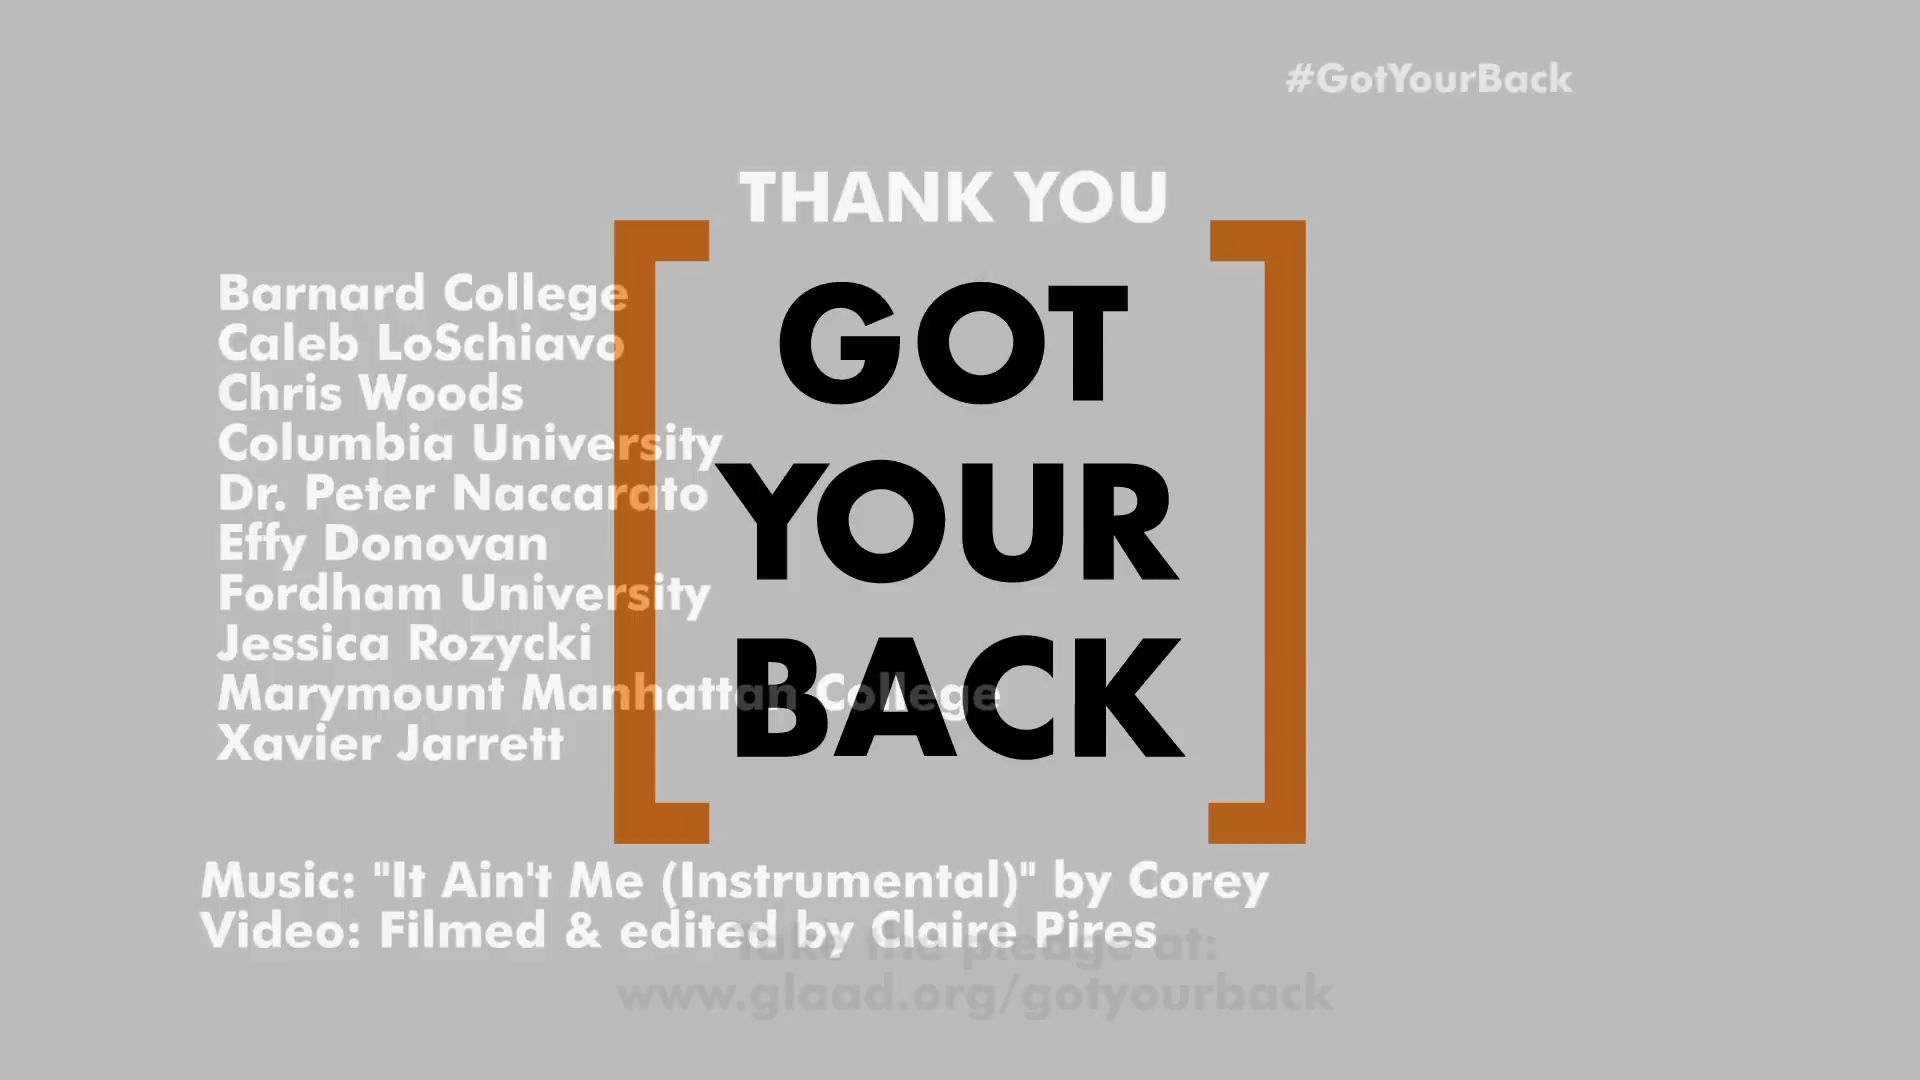 #GotYourBack
THANK YOU
GOT
YOUR
BACK
Barnard College
Caleb LoSchiavo
Chris Woods
Columbia University
Dr. Peter Naccarato
Effy Donovan
Fordham University
Jessica Rozycki
Marymount Manhattan College
Xavier Jarrett
Music: "It Ain't Me (Instrumental)" by Corey
Video: Filmed & edited by Claire Pires
Take the pledge at:
www.glaad.org/gotyourback